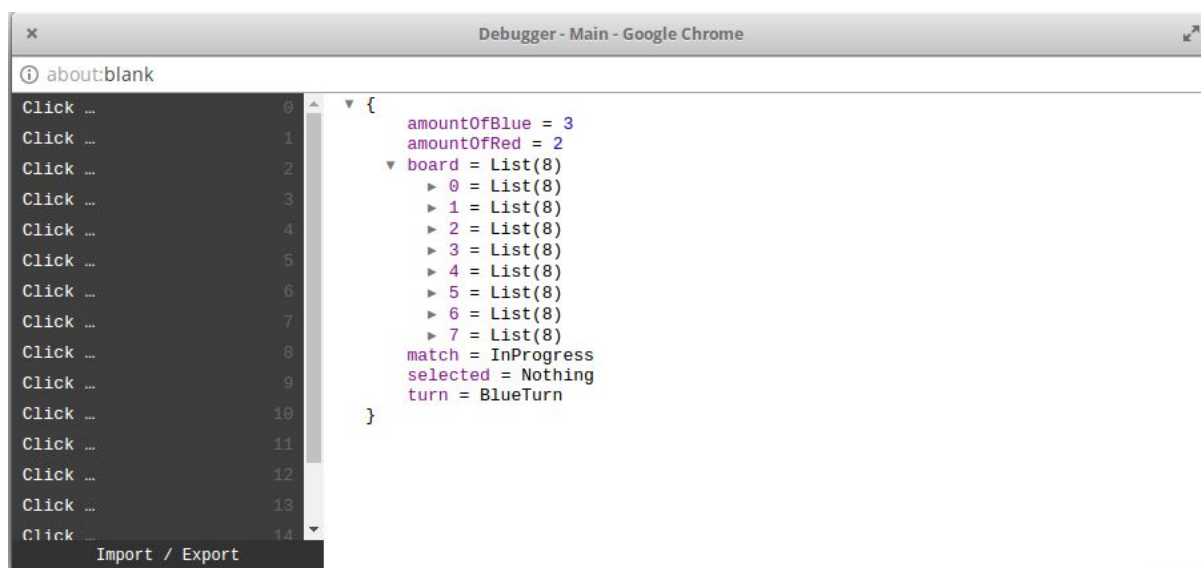 Debugger - Main - Google Chrome
about:blank
Click … 0
Click … 1
Click … 2
Click … 3
Click … 4
Click … 5
Click … 6
Click … 7
Click … 8
Click … 9
Click … 10
Click … 11
Click … 12
Click … 13
Click … 14
Import / Export
{
amountOfBlue = 3
amountOfRed = 2
board = List(8)
0 = List(8)
1 = List(8)
2 = List(8)
3 = List(8)
4 = List(8)
5 = List(8)
6 = List(8)
7 = List(8)
match = InProgress
selected = Nothing
turn = BlueTurn
}